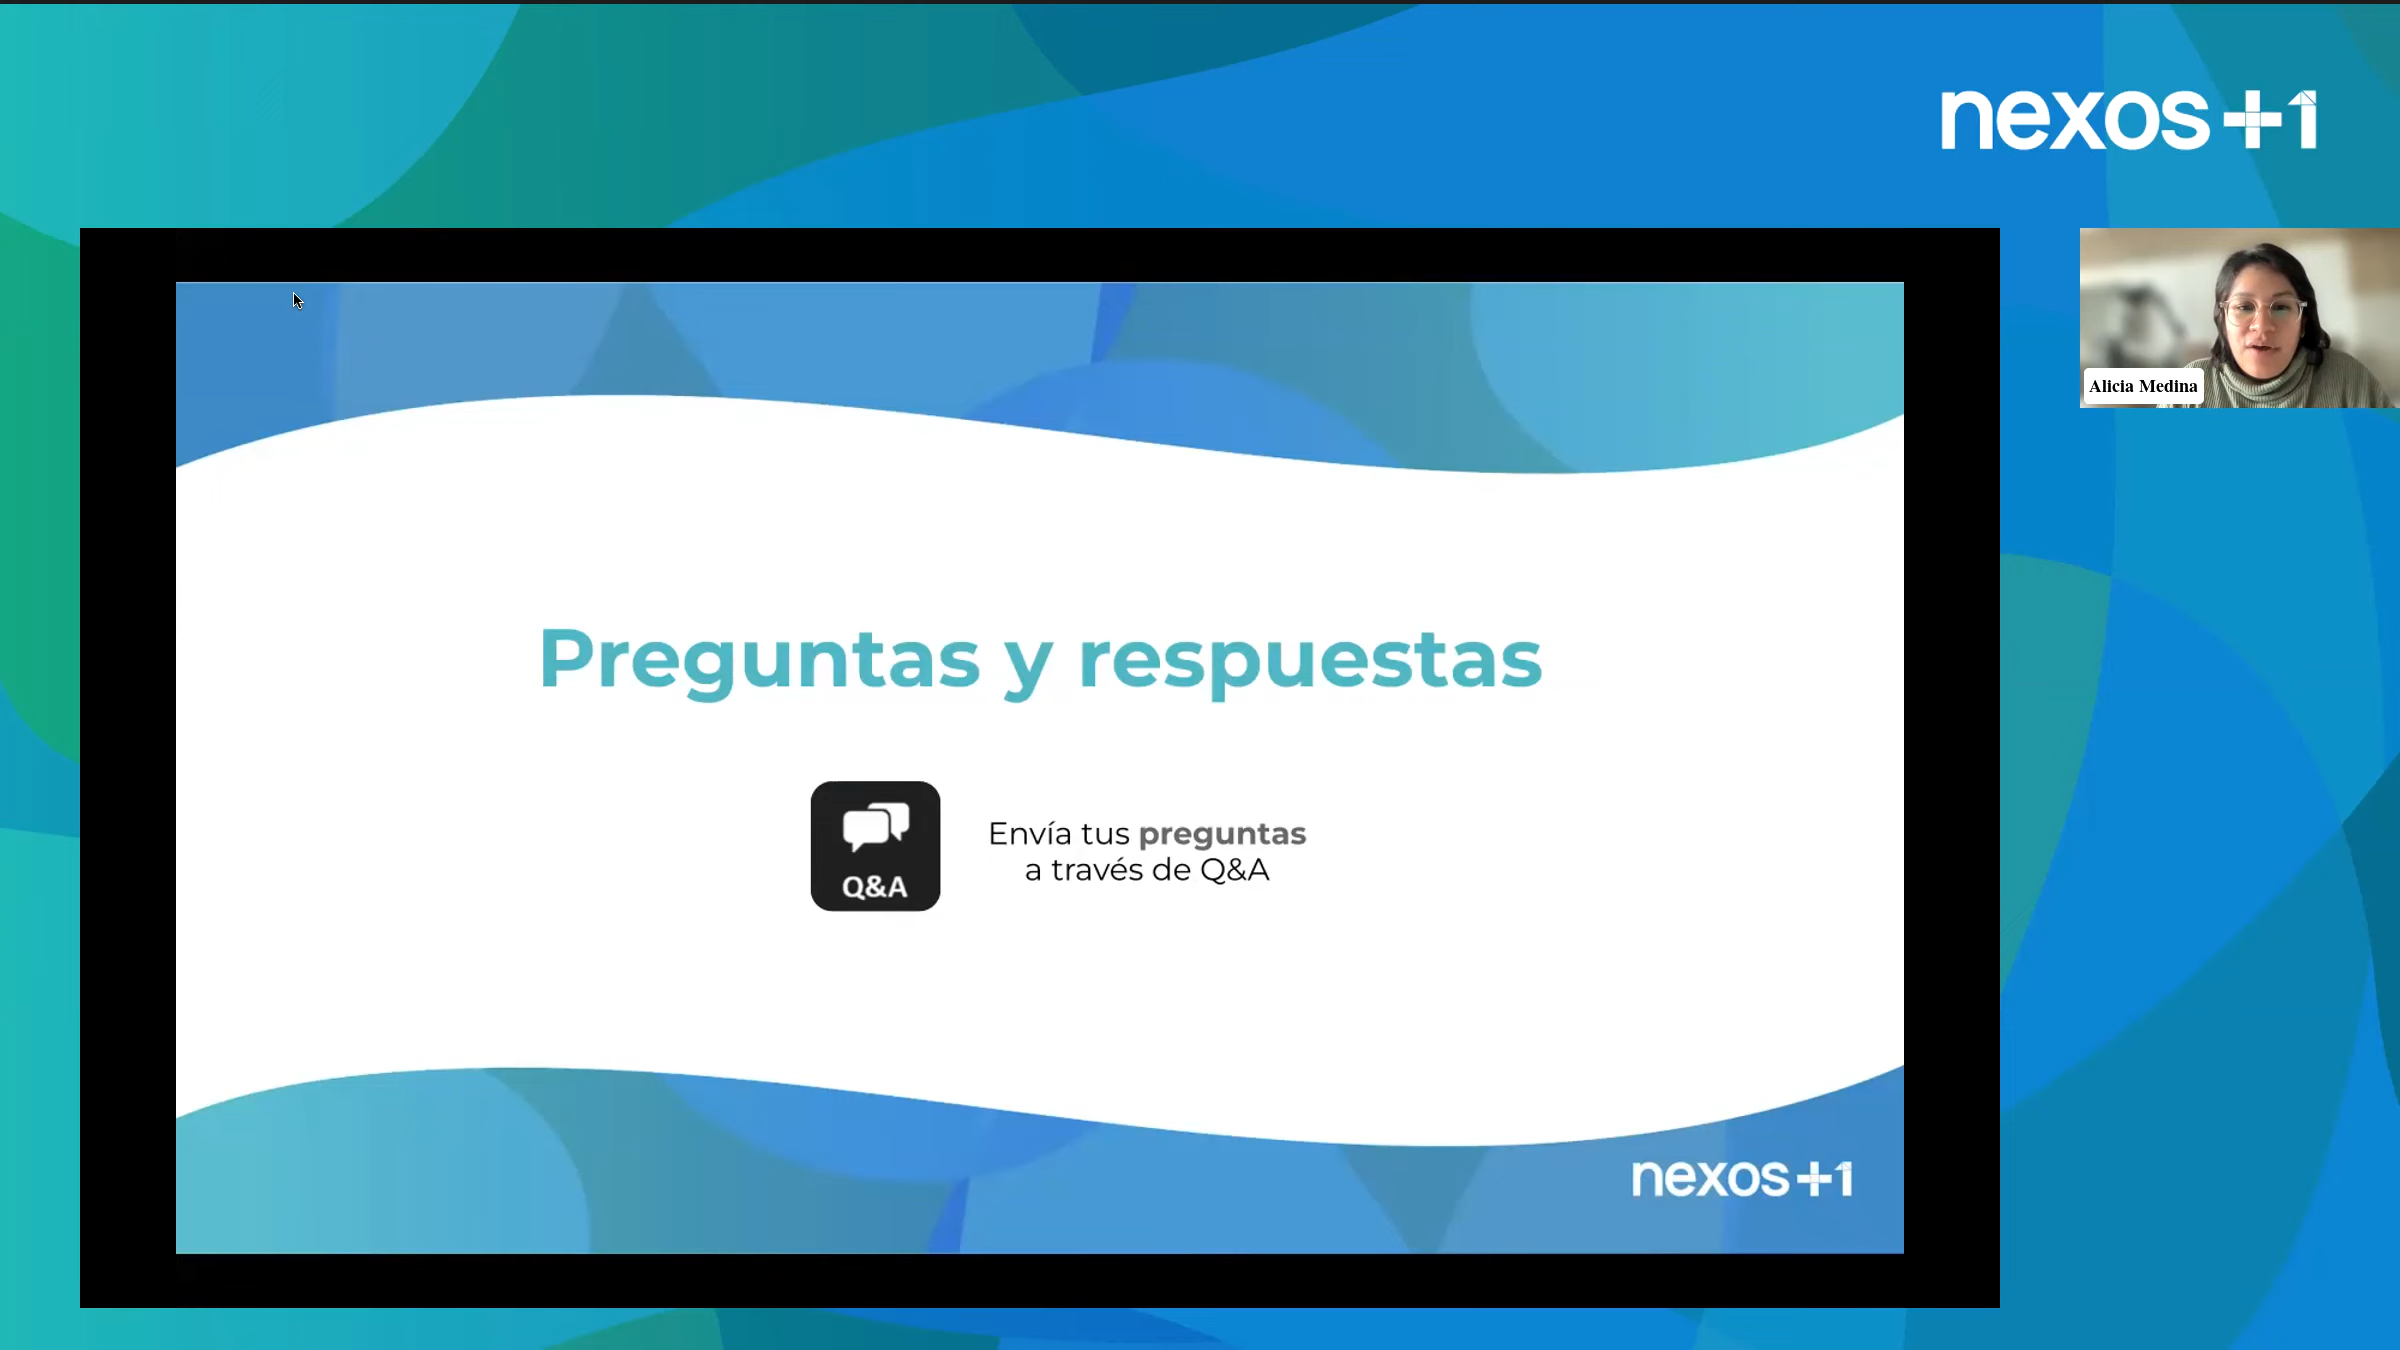 nexos+1
Alicia Medina
Preguntas y respuestas
Q&A
Envía tus preguntas
a través de Q&A
nexos+1